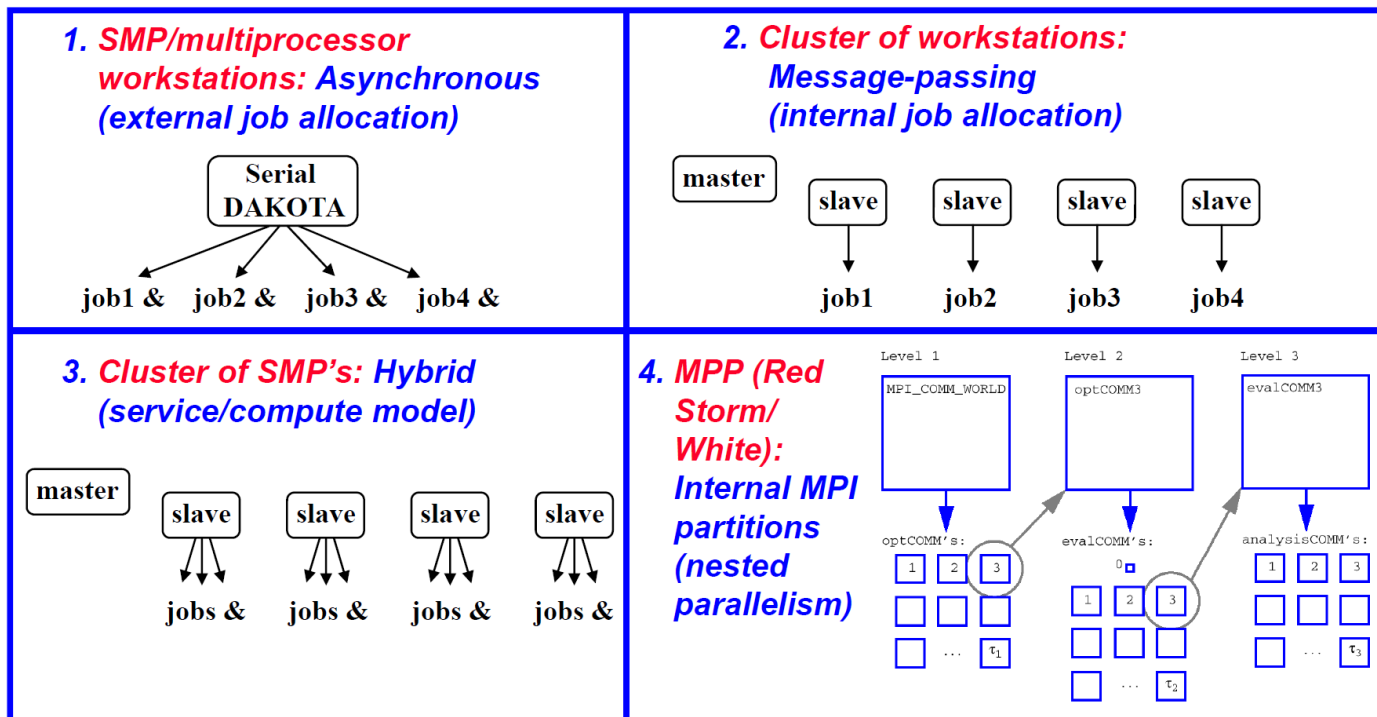 1. SMP/multiprocessor
workstations: Asynchronous
(external job allocation)
Serial
DAKOTA
job1 & job2 & job3 & job4 &
2. Cluster of workstations:
Message-passing
(internal job allocation)
master
slave slave slave slave
job1 job2 job3 job4
3. Cluster of SMP's: Hybrid
(service/compute model)
master
slave slave slave slave
jobs & jobs & jobs & jobs &
4. MPP (Red
Storm/
White):
Internal MPI
partitions
(nested
parallelism)
Level 1
MPI_COMM_WORLD
optCOMM's:
1 2 3
... τ1
Level 2
optCOMM3
evalCOMM's:
0
1 2 3
... τ2
Level 3
evalCOMM3
analysisCOMM's:
1 2 3
... τ3